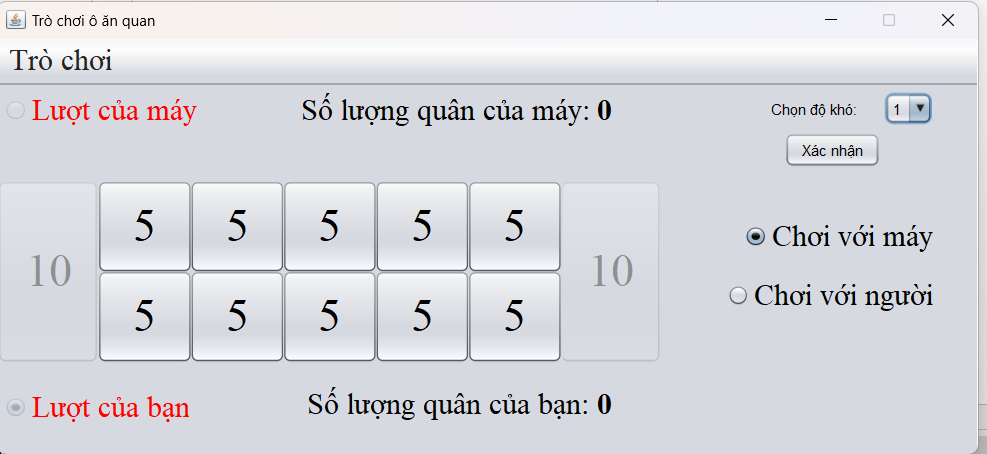 Trò chơi ô ăn quan
Trò chơi
Lượt của máy
Số lượng quân của máy: 0
Chọn độ khó: 1
Xác nhận
10 5 5 5 5 5 10
5 5 5 5 5
Chơi với máy
Chơi với người
Lượt của bạn
Số lượng quân của bạn: 0